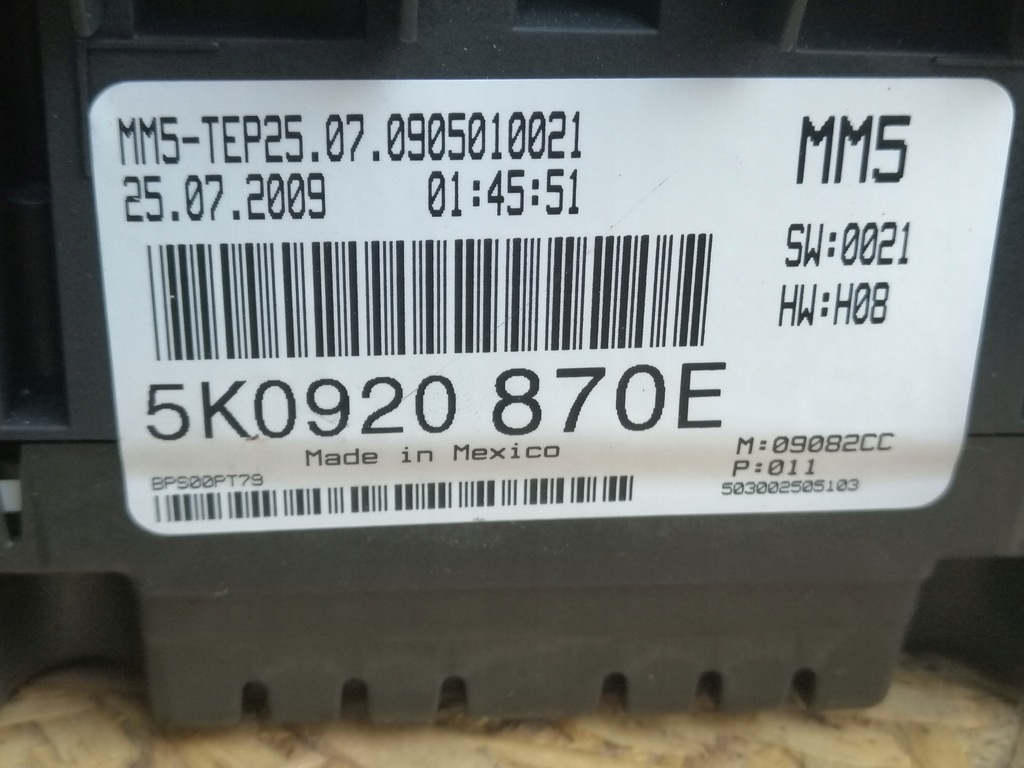 MM5-TEP25.07.0905010021
25.07.2009 01:45:51
MM5
SW:0021
HW:H08
5K0920 870E
Made in Mexico
M:09082CC
P:011
BPS00PT79
503002505103